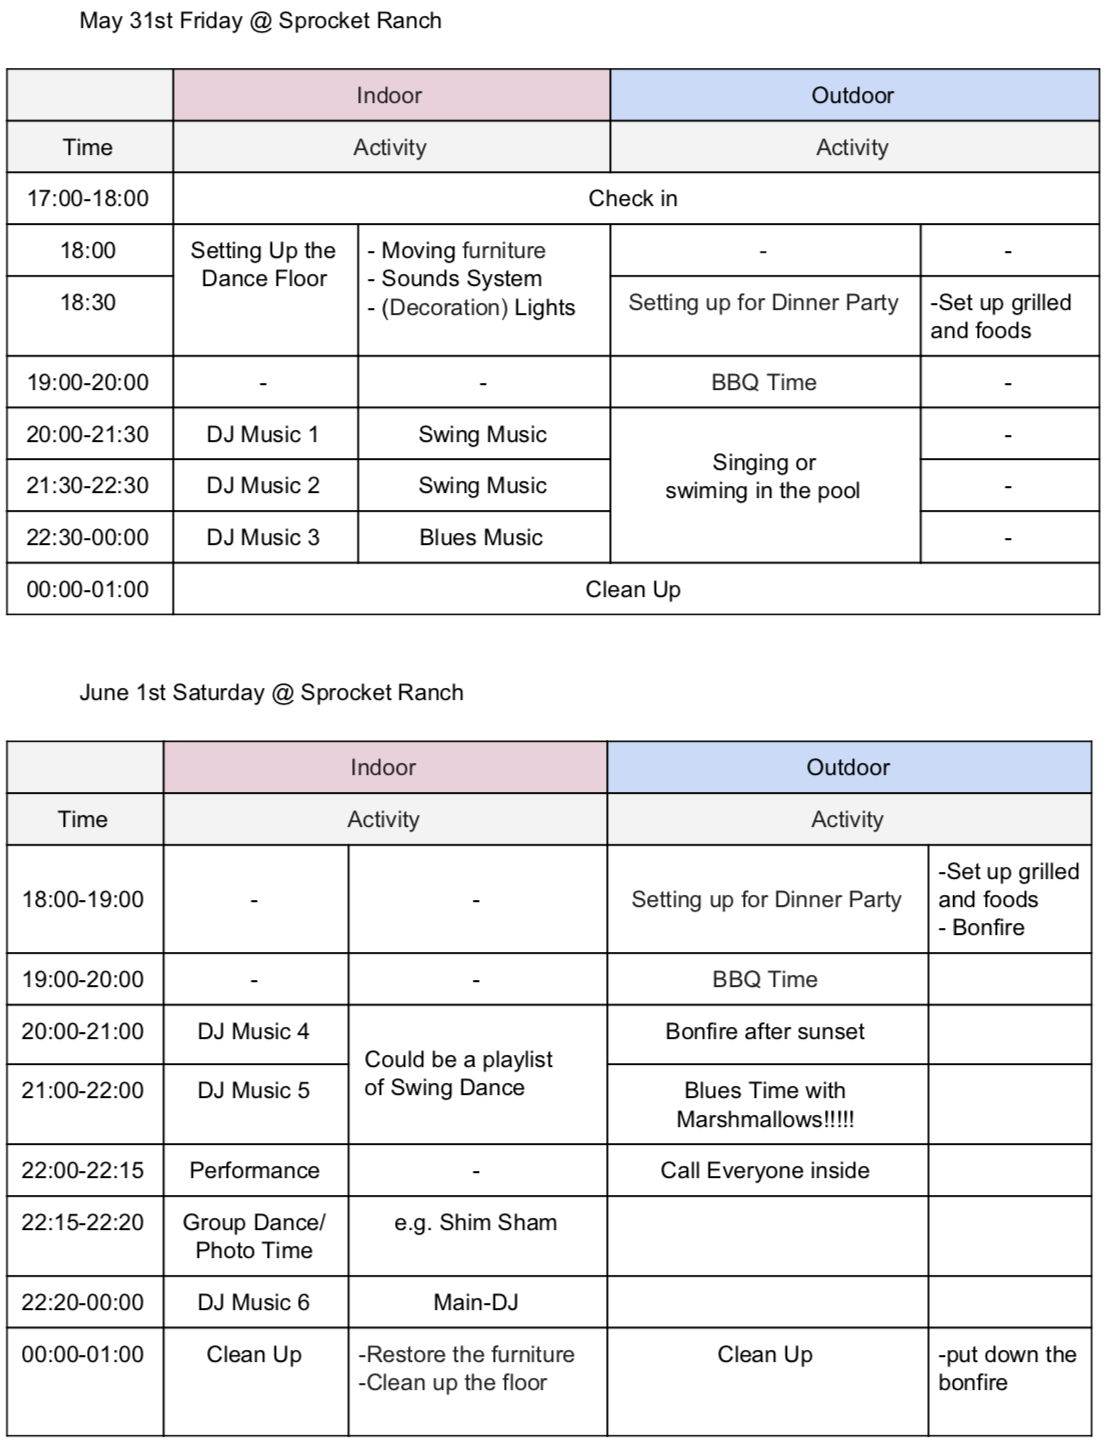 May 31st Friday @ Sprocket Ranch
Indoor Outdoor
Time Activity Activity
17:00-18:00 Check in
18:00 Setting Up the - Moving furniture - -
Dance Floor - Sounds System
- (Decoration) Lights
18:30 Setting up for Dinner Party -Set up grilled
and foods
19:00-20:00 - - BBQ Time -
20:00-21:30 DJ Music 1 Swing Music -
Singing or
swiming in the pool
21:30-22:30 DJ Music 2 Swing Music -
22:30-00:00 DJ Music 3 Blues Music -
00:00-01:00 Clean Up
June 1st Saturday @ Sprocket Ranch
Indoor Outdoor
Time Activity Activity
18:00-19:00 - - Setting up for Dinner Party -Set up grilled
and foods
- Bonfire
19:00-20:00 - - BBQ Time
20:00-21:00 DJ Music 4 Bonfire after sunset
Could be a playlist
of Swing Dance
21:00-22:00 DJ Music 5 Blues Time with
Marshmallows!!!!!
22:00-22:15 Performance - Call Everyone inside
22:15-22:20 Group Dance/ e.g. Shim Sham
Photo Time
22:20-00:00 DJ Music 6 Main-DJ
00:00-01:00 Clean Up -Restore the furniture Clean Up -put down the
-Clean up the floor bonfire